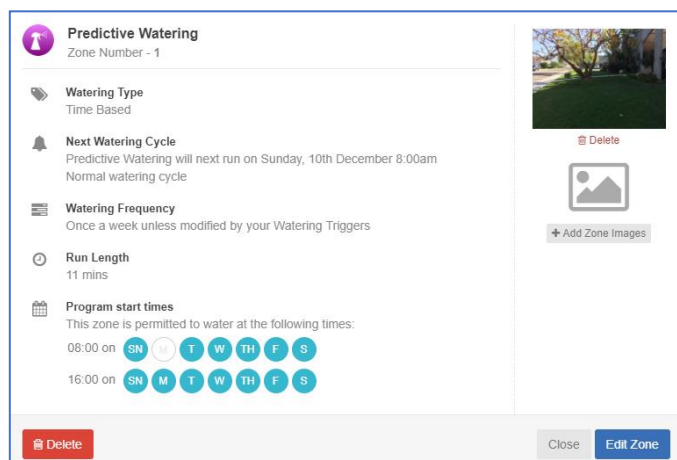 Predictive Watering
Zone Number - 1
Watering Type
Time Based
Next Watering Cycle
Predictive Watering will next run on Sunday, 10th December 8:00am
Normal watering cycle
Watering Frequency
Once a week unless modified by your Watering Triggers
Run Length
11 mins
Program start times
This zone is permitted to water at the following times:
08:00 on SN M T W TH F S
16:00 on SN M T W TH F S
Delete
+ Add Zone Images
Delete
Close
Edit Zone